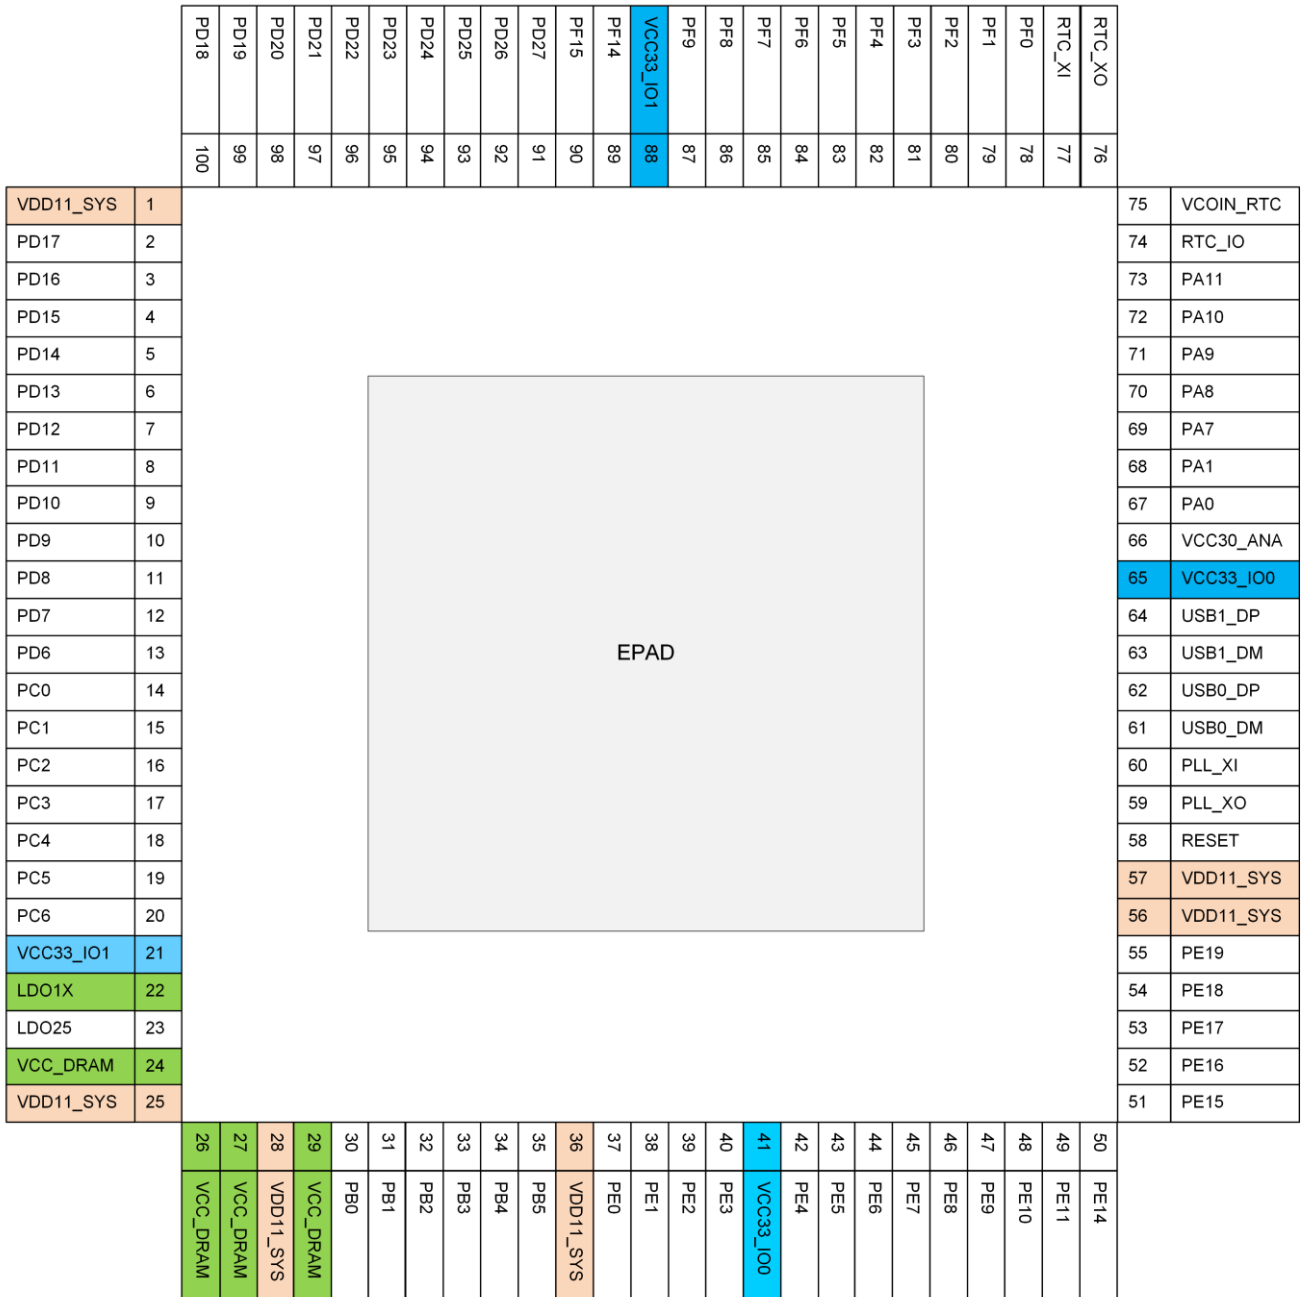 PD18 PD19 PD20 PD21 PD22 PD23 PD24 PD25 PD26 PD27 PF15 PF14 VCC33_IO1 PF9 PF8 PF7 PF6 PF5 PF4 PF3 PF2 PF1 PF0 RTC_XI RTC_XO
100 99 98 97 96 95 94 93 92 91 90 89 88 87 86 85 84 83 82 81 80 79 78 77 76
VDD11_SYS 1 75 VCOIN_RTC
PD17 2 74 RTC_IO
PD16 3 73 PA11
PD15 4 72 PA10
PD14 5 71 PA9
PD13 6 70 PA8
PD12 7 69 PA7
PD11 8 68 PA1
PD10 9 67 PA0
PD9 10 66 VCC30_ANA
PD8 11 65 VCC33_IO0
PD7 12 64 USB1_DP
PD6 13 EPAD 63 USB1_DM
PC0 14 62 USB0_DP
PC1 15 61 USB0_DM
PC2 16 60 PLL_XI
PC3 17 59 PLL_XO
PC4 18 58 RESET
PC5 19 57 VDD11_SYS
PC6 20 56 VDD11_SYS
VCC33_IO1 21 55 PE19
LDO1X 22 54 PE18
LDO25 23 53 PE17
VCC_DRAM 24 52 PE16
VDD11_SYS 25 51 PE15
26 27 28 29 30 31 32 33 34 35 36 37 38 39 40 41 42 43 44 45 46 47 48 49 50
VCC_DRAM VCC_DRAM VDD11_SYS VCC_DRAM PB0 PB1 PB2 PB3 PB4 PB5 VDD11_SYS PE0 PE1 PE2 PE3 VCC33_IO0 PE4 PE5 PE6 PE7 PE8 PE9 PE10 PE11 PE14